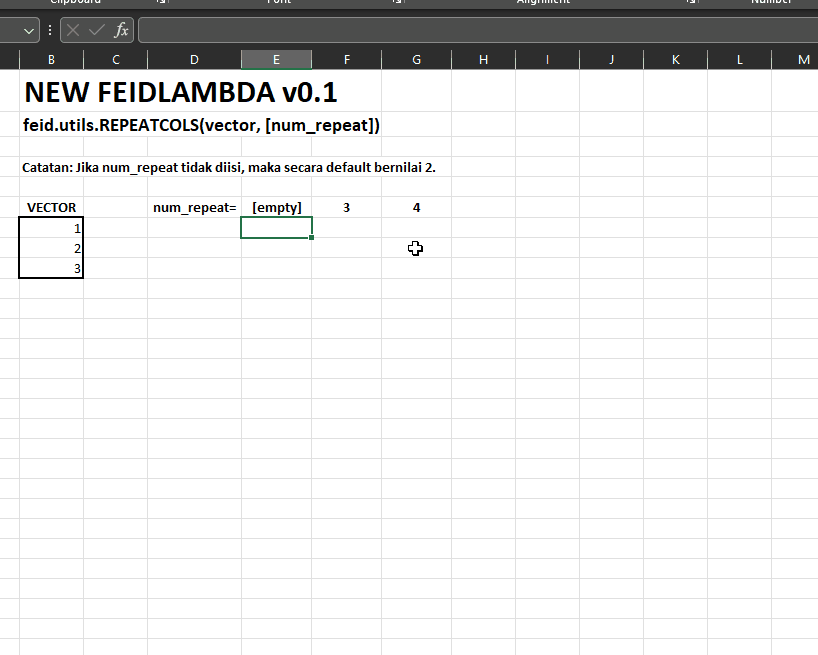 Clipboard Font Alignment Number
fx
B C D E F G H I J K L M
NEW FEIDLAMBDA v0.1
feid.utils.REPEATCOLS(vector, [num_repeat])
Catatan: Jika num_repeat tidak diisi, maka secara default bernilai 2.
VECTOR num_repeat= [empty] 3 4
1
2
3